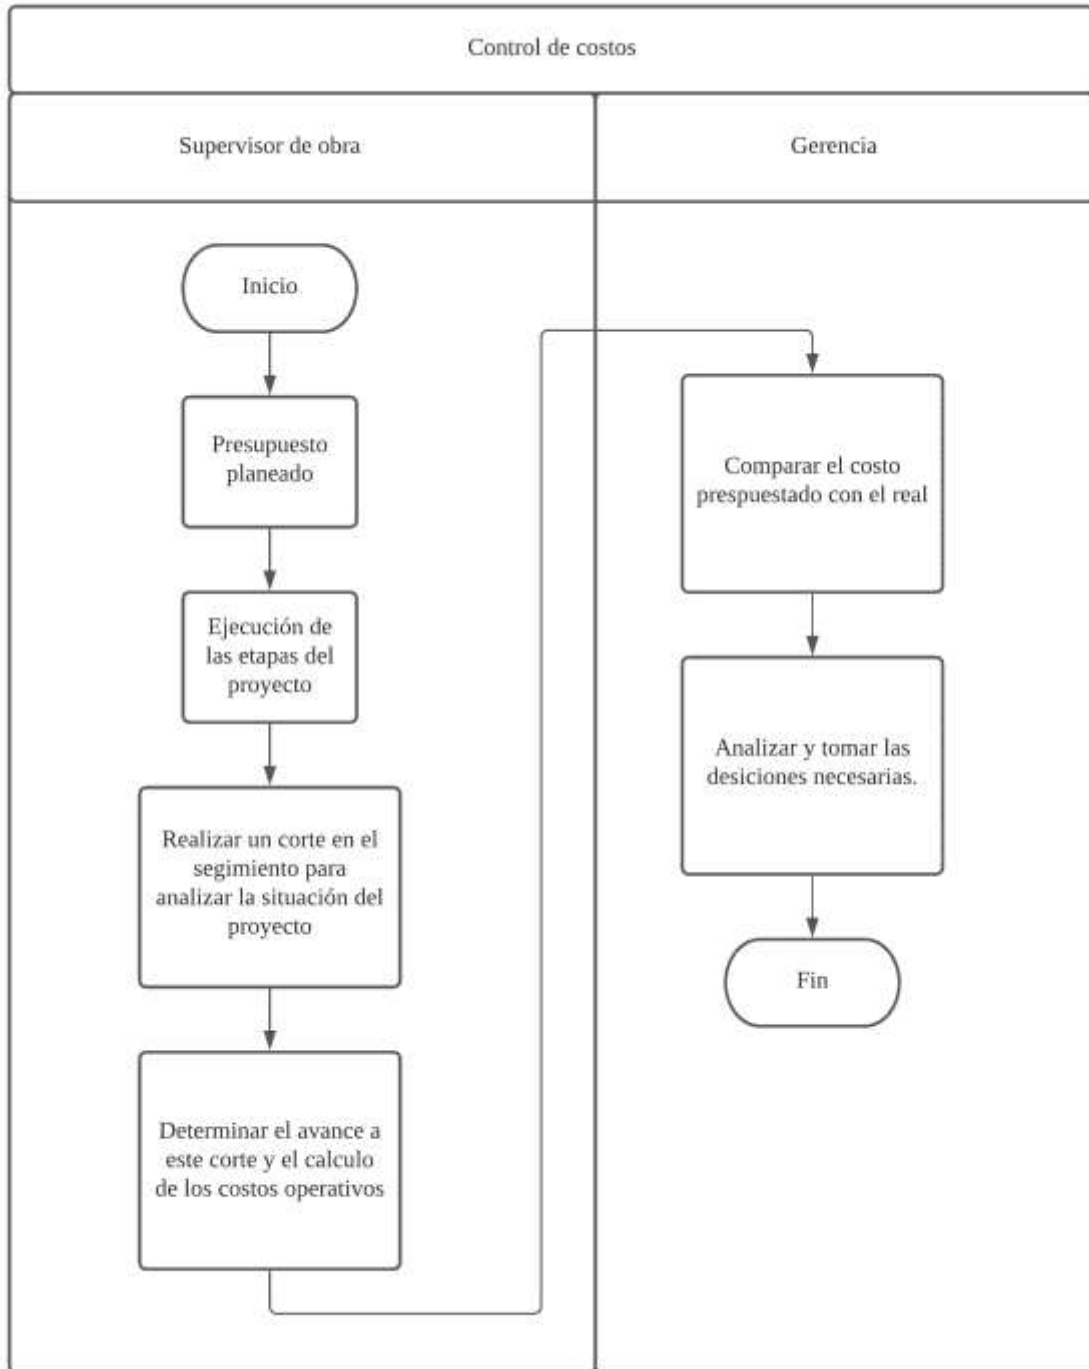 Control de costos
Supervisor de obra
Gerencia
Inicio
Presupuesto
planeado
Ejecución de
las etapas del
proyecto
Realizar un corte en el
segimiento para
analizar la situación del
proyecto
Determinar el avance a
este corte y el calculo
de los costos operativos
Comparar el costo
prespuestado con el real
Analizar y tomar las
desiciones necesarias.
Fin